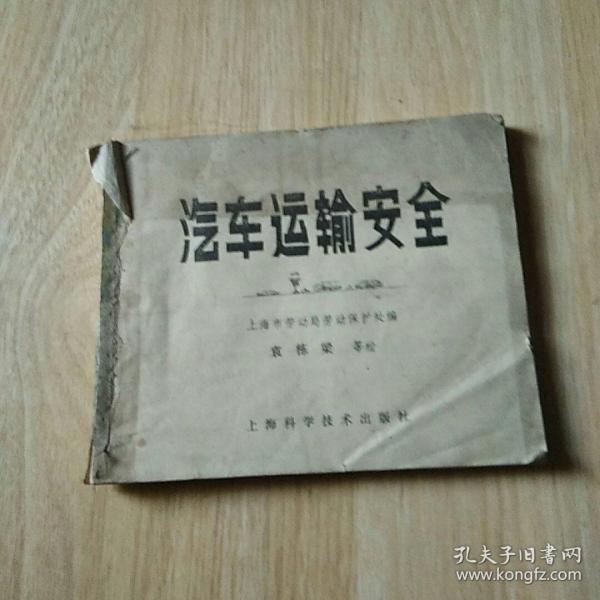 汽车运输安全
上海市劳动局劳动保护处编
袁栋梁 等绘
上海科学技术出版社
孔夫子旧书网
www.kongfz.com